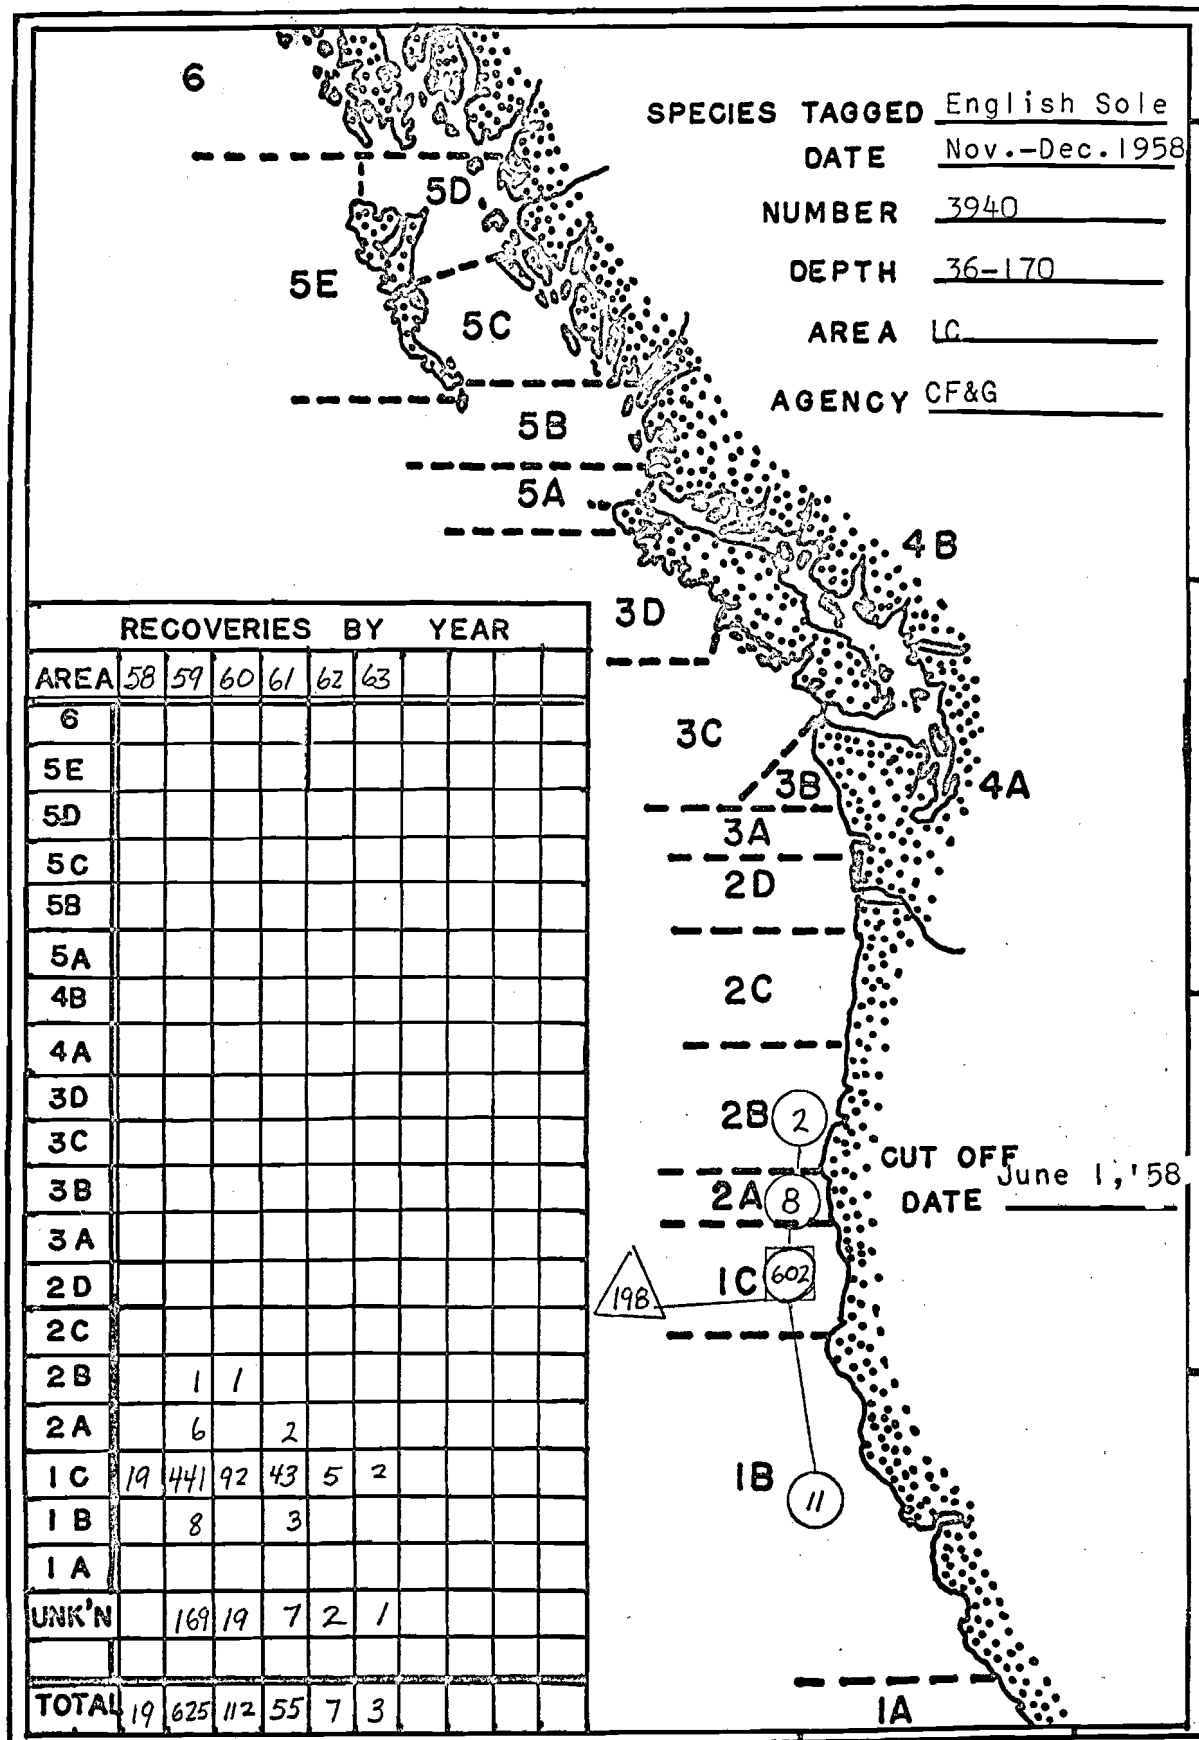 6
SPECIES TAGGED English Sole
DATE Nov.-Dec.1958
5D
NUMBER 3940
5E
DEPTH 36-170
5C
AREA 1C
AGENCY CF&G
5B
5A
4B
3D
3C
3B
4A
3A
2D
2C
2B 2
CUT OFF
DATE June 1,'58
2A 8
1C 602
198
1B
11
1A
RECOVERIES BY YEAR
AREA 58 59 60 61 62 63
6
5E
5D
5C
5B
5A
4B
4A
3D
3C
3B
3A
2D
2C
2B 1 1
2A 6 2
1C 19 441 92 43 5 2
1B 8 3
1A
UNK'N 169 19 7 2 1
TOTAL 19 625 112 55 7 3